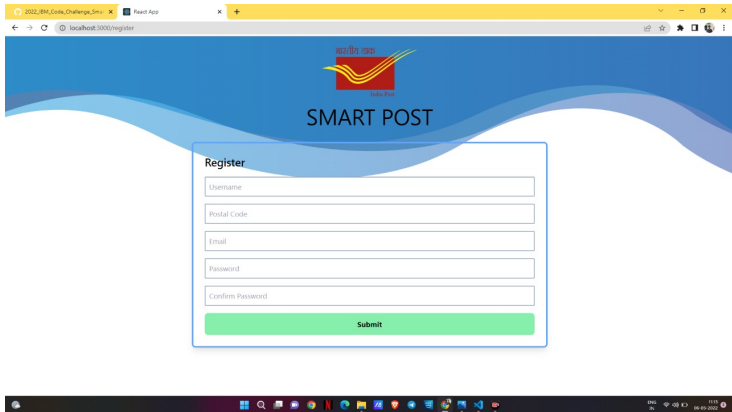 2022_IBM_Code_Challenge_Smar
React App
localhost:3000/register
भारतीय डाक
India Post
SMART POST
Register
Username
Postal Code
Email
Password
Confirm Password
Submit
ENG
IN
11:15
06-05-2022